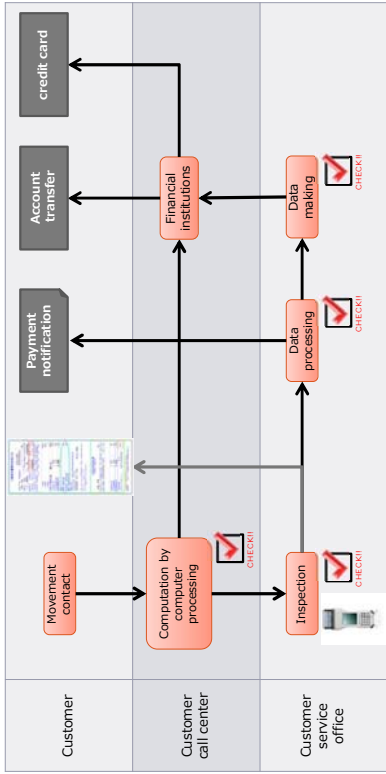 Customer
Movement
contact
Payment
notification
Account
transfer
credit card
Customer
call center
Computation by
computer
processing
CHECK!!
Financial
institutions
Customer
service
office
Inspection
CHECK!!
Data
processing
CHECK!!
Data
making
CHECK!!